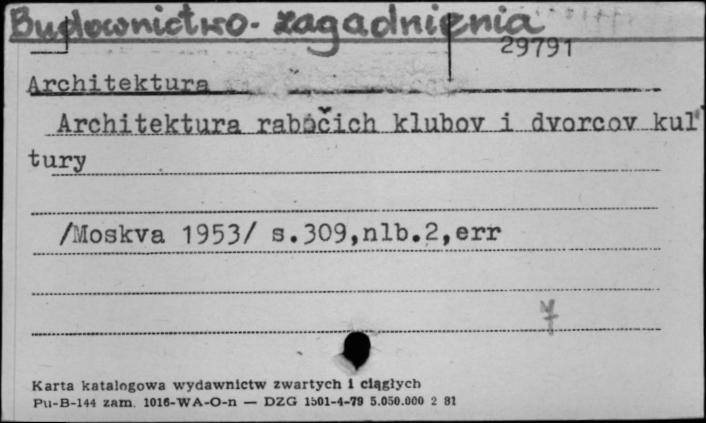 Budownictwo - zagadnienia
29791
Architektura
Architektura rabočich klubov i dvorcov kul'
tury
/Moskva 1953/ s.309,nlb.2,err
Karta katalogowa wydawnictw zwartych i ciągłych
Pu-B-144 zam. 1016-WA-O-n — DZG 1501-4-79 5.050.000 2 81